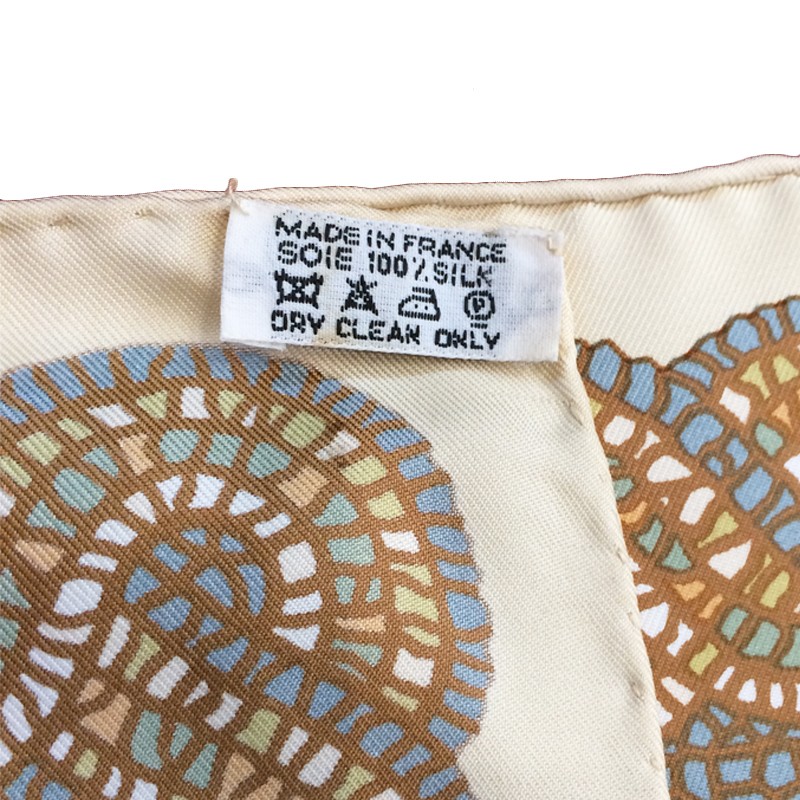 MADE IN FRANCE
SOIE 100% SILK
P
DRY CLEAN ONLY